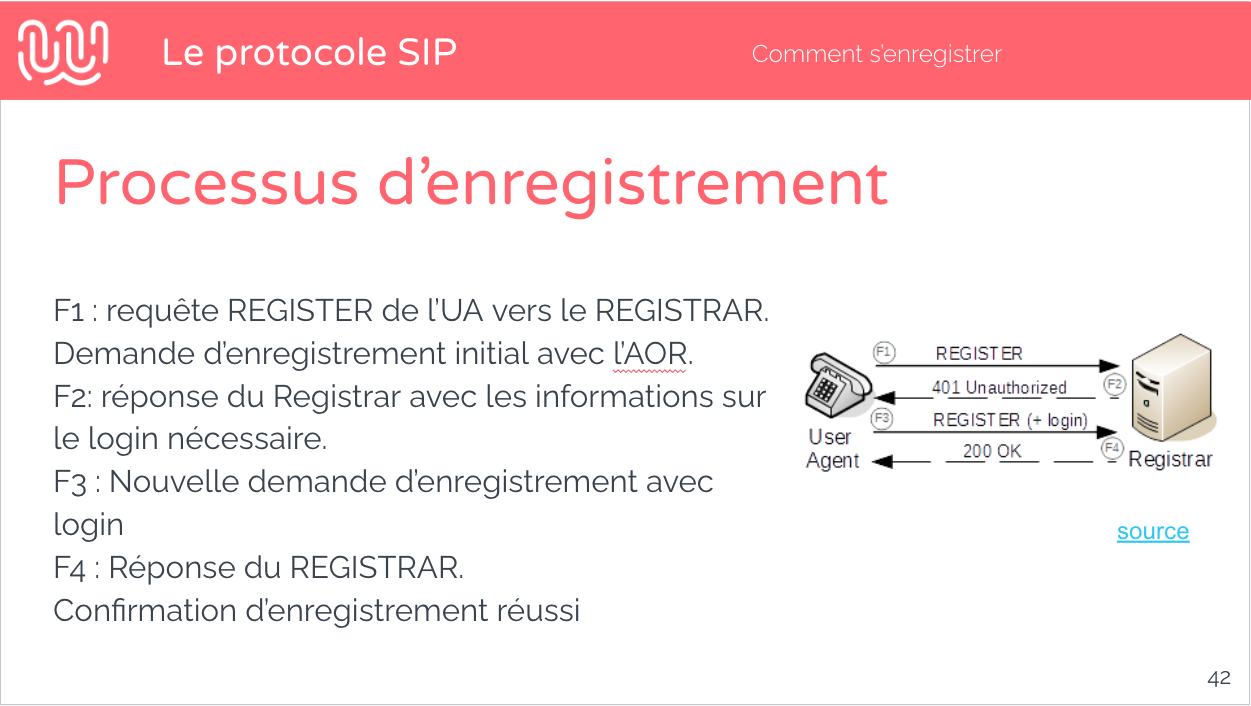 Le protocole SIP
Comment s’enregistrer
Processus d’enregistrement
F1 : requête REGISTER de l’UA vers le REGISTRAR.
Demande d’enregistrement initial avec l’AOR.
F2: réponse du Registrar avec les informations sur
le login nécessaire.
F3 : Nouvelle demande d’enregistrement avec
login
F4 : Réponse du REGISTRAR.
Confirmation d’enregistrement réussi
F1
REGISTER
401 Unauthorized
F2
F3
REGISTER (+ login)
200 OK
F4
User
Agent
Registrar
source
42